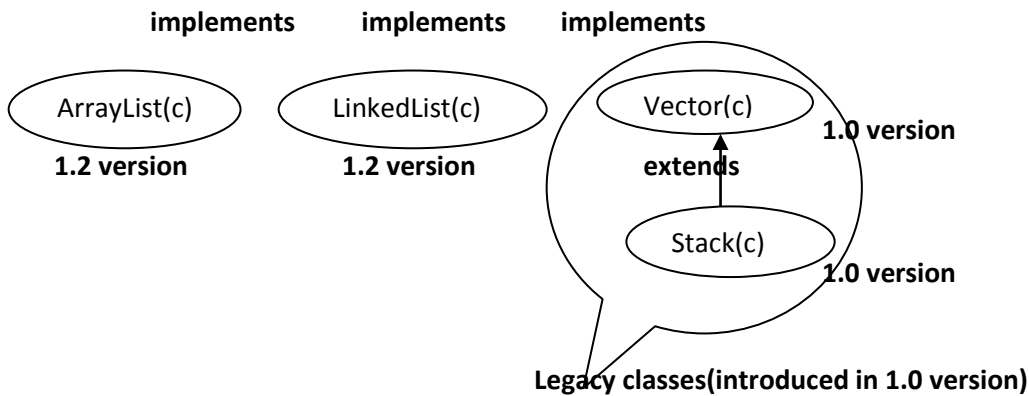 implements implements implements
ArrayList(c) LinkedList(c) Vector(c)
1.0 version
1.2 version 1.2 version extends
Stack(c)
1.0 version
Legacy classes(introduced in 1.0 version)